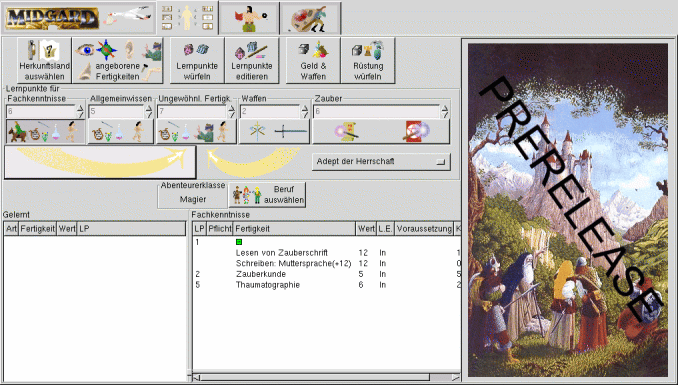 MIDGARD
Herkunftsland
auswählen
angeborene
Fertigkeiten
Lernpunkte
würfeln
Lernpunkte
editieren
Geld &
Waffen
Rüstung
würfeln
Lernpunkte für
Fachkenntnisse
Allgemeinwissen
Ungewöhnl. Fertigk.
Waffen
Zauber
6
5
7
2
6
Adept der Herrschaft
Abenteurerklasse
Magier
Beruf
auswählen
Gelernt
Fachkenntnisse
Art Fertigkeit Wert LP
LP Pflicht Fertigkeit Wert L.E. Voraussetzung K
1
Lesen von Zauberschrift 12 In 1
Schreiben: Muttersprache(+12) 12 In 0
2 Zauberkunde 5 In 5
5 Thaumatographie 6 In 2
PRERELEASE